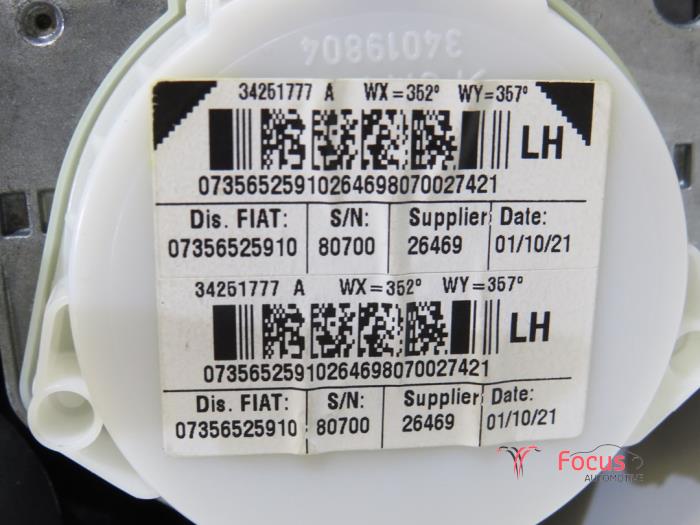 34019804
34251777 A WX=352° WY=357°
LH
07356525910264698070027421
Dis. FIAT: S/N: Supplier Date:
07356525910 80700 26469 01/10/21
34251777 A WX=352° WY=357°
LH
07356525910264698070027421
Dis. FIAT: S/N: Supplier Date:
07356525910 80700 26469 01/10/21
Focus
AUTOMOTIVE